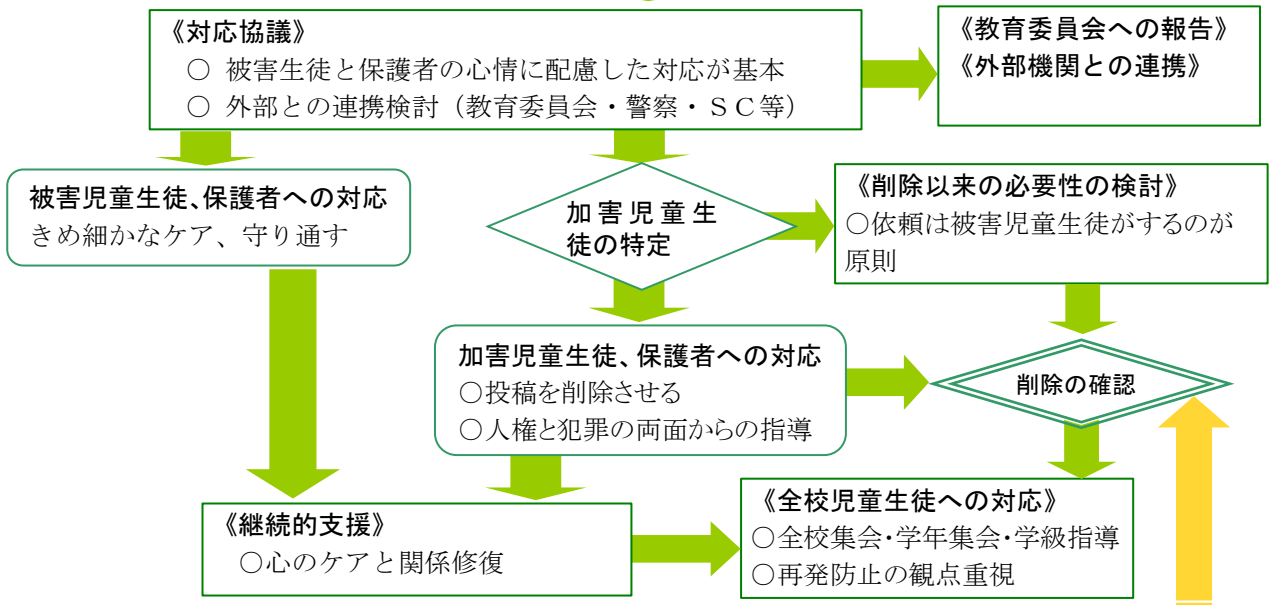 《対応協議》
○ 被害生徒と保護者の心情に配慮した対応が基本
○ 外部との連携検討（教育委員会・警察・ＳＣ等）
《教育委員会への報告》
《外部機関との連携》
被害児童生徒、保護者への対応
きめ細かなケア、守り通す
加害児童生
徒の特定
《削除以来の必要性の検討》
○依頼は被害児童生徒がするのが
原則
加害児童生徒、保護者への対応
○投稿を削除させる
○人権と犯罪の両面からの指導
削除の確認
《継続的支援》
○心のケアと関係修復
《全校児童生徒への対応》
○全校集会・学年集会・学級指導
○再発防止の観点重視